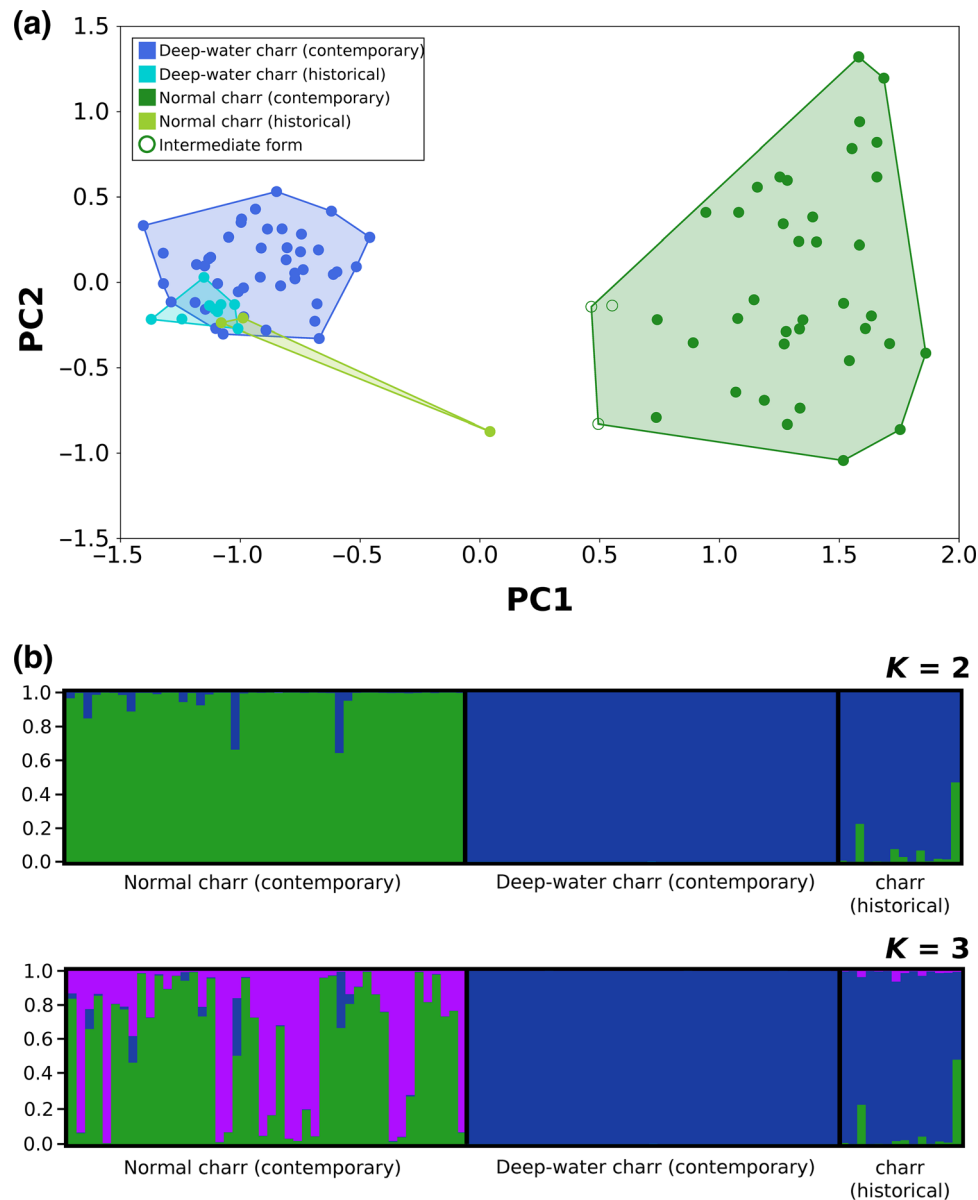 (a)
1.5
1.0
0.5
0.0
−0.5
−1.0
−1.5
PC2
Deep-water charr (contemporary)
Deep-water charr (historical)
Normal charr (contemporary)
Normal charr (historical)
Intermediate form
−1.5 −1.0 −0.5 0.0 0.5 1.0 1.5 2.0
PC1
(b)
K = 2
1.0
0.8
0.6
0.4
0.2
0.0
Normal charr (contemporary) Deep-water charr (contemporary) charr
(historical)
K = 3
1.0
0.8
0.6
0.4
0.2
0.0
Normal charr (contemporary) Deep-water charr (contemporary) charr
(historical)